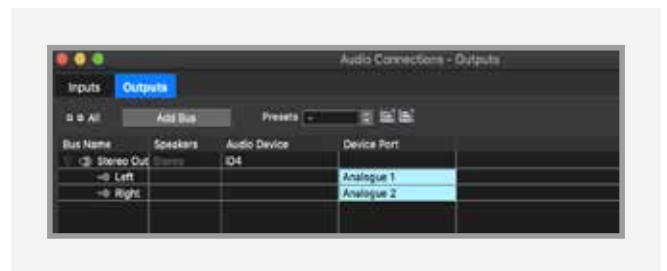 Audio Connections - Outputs
Inputs Outputs
All Add Bus Presets -
Bus Name Speakers Audio Device Device Port
Stereo Out Stereo iD4
Left Analogue 1
Right Analogue 2